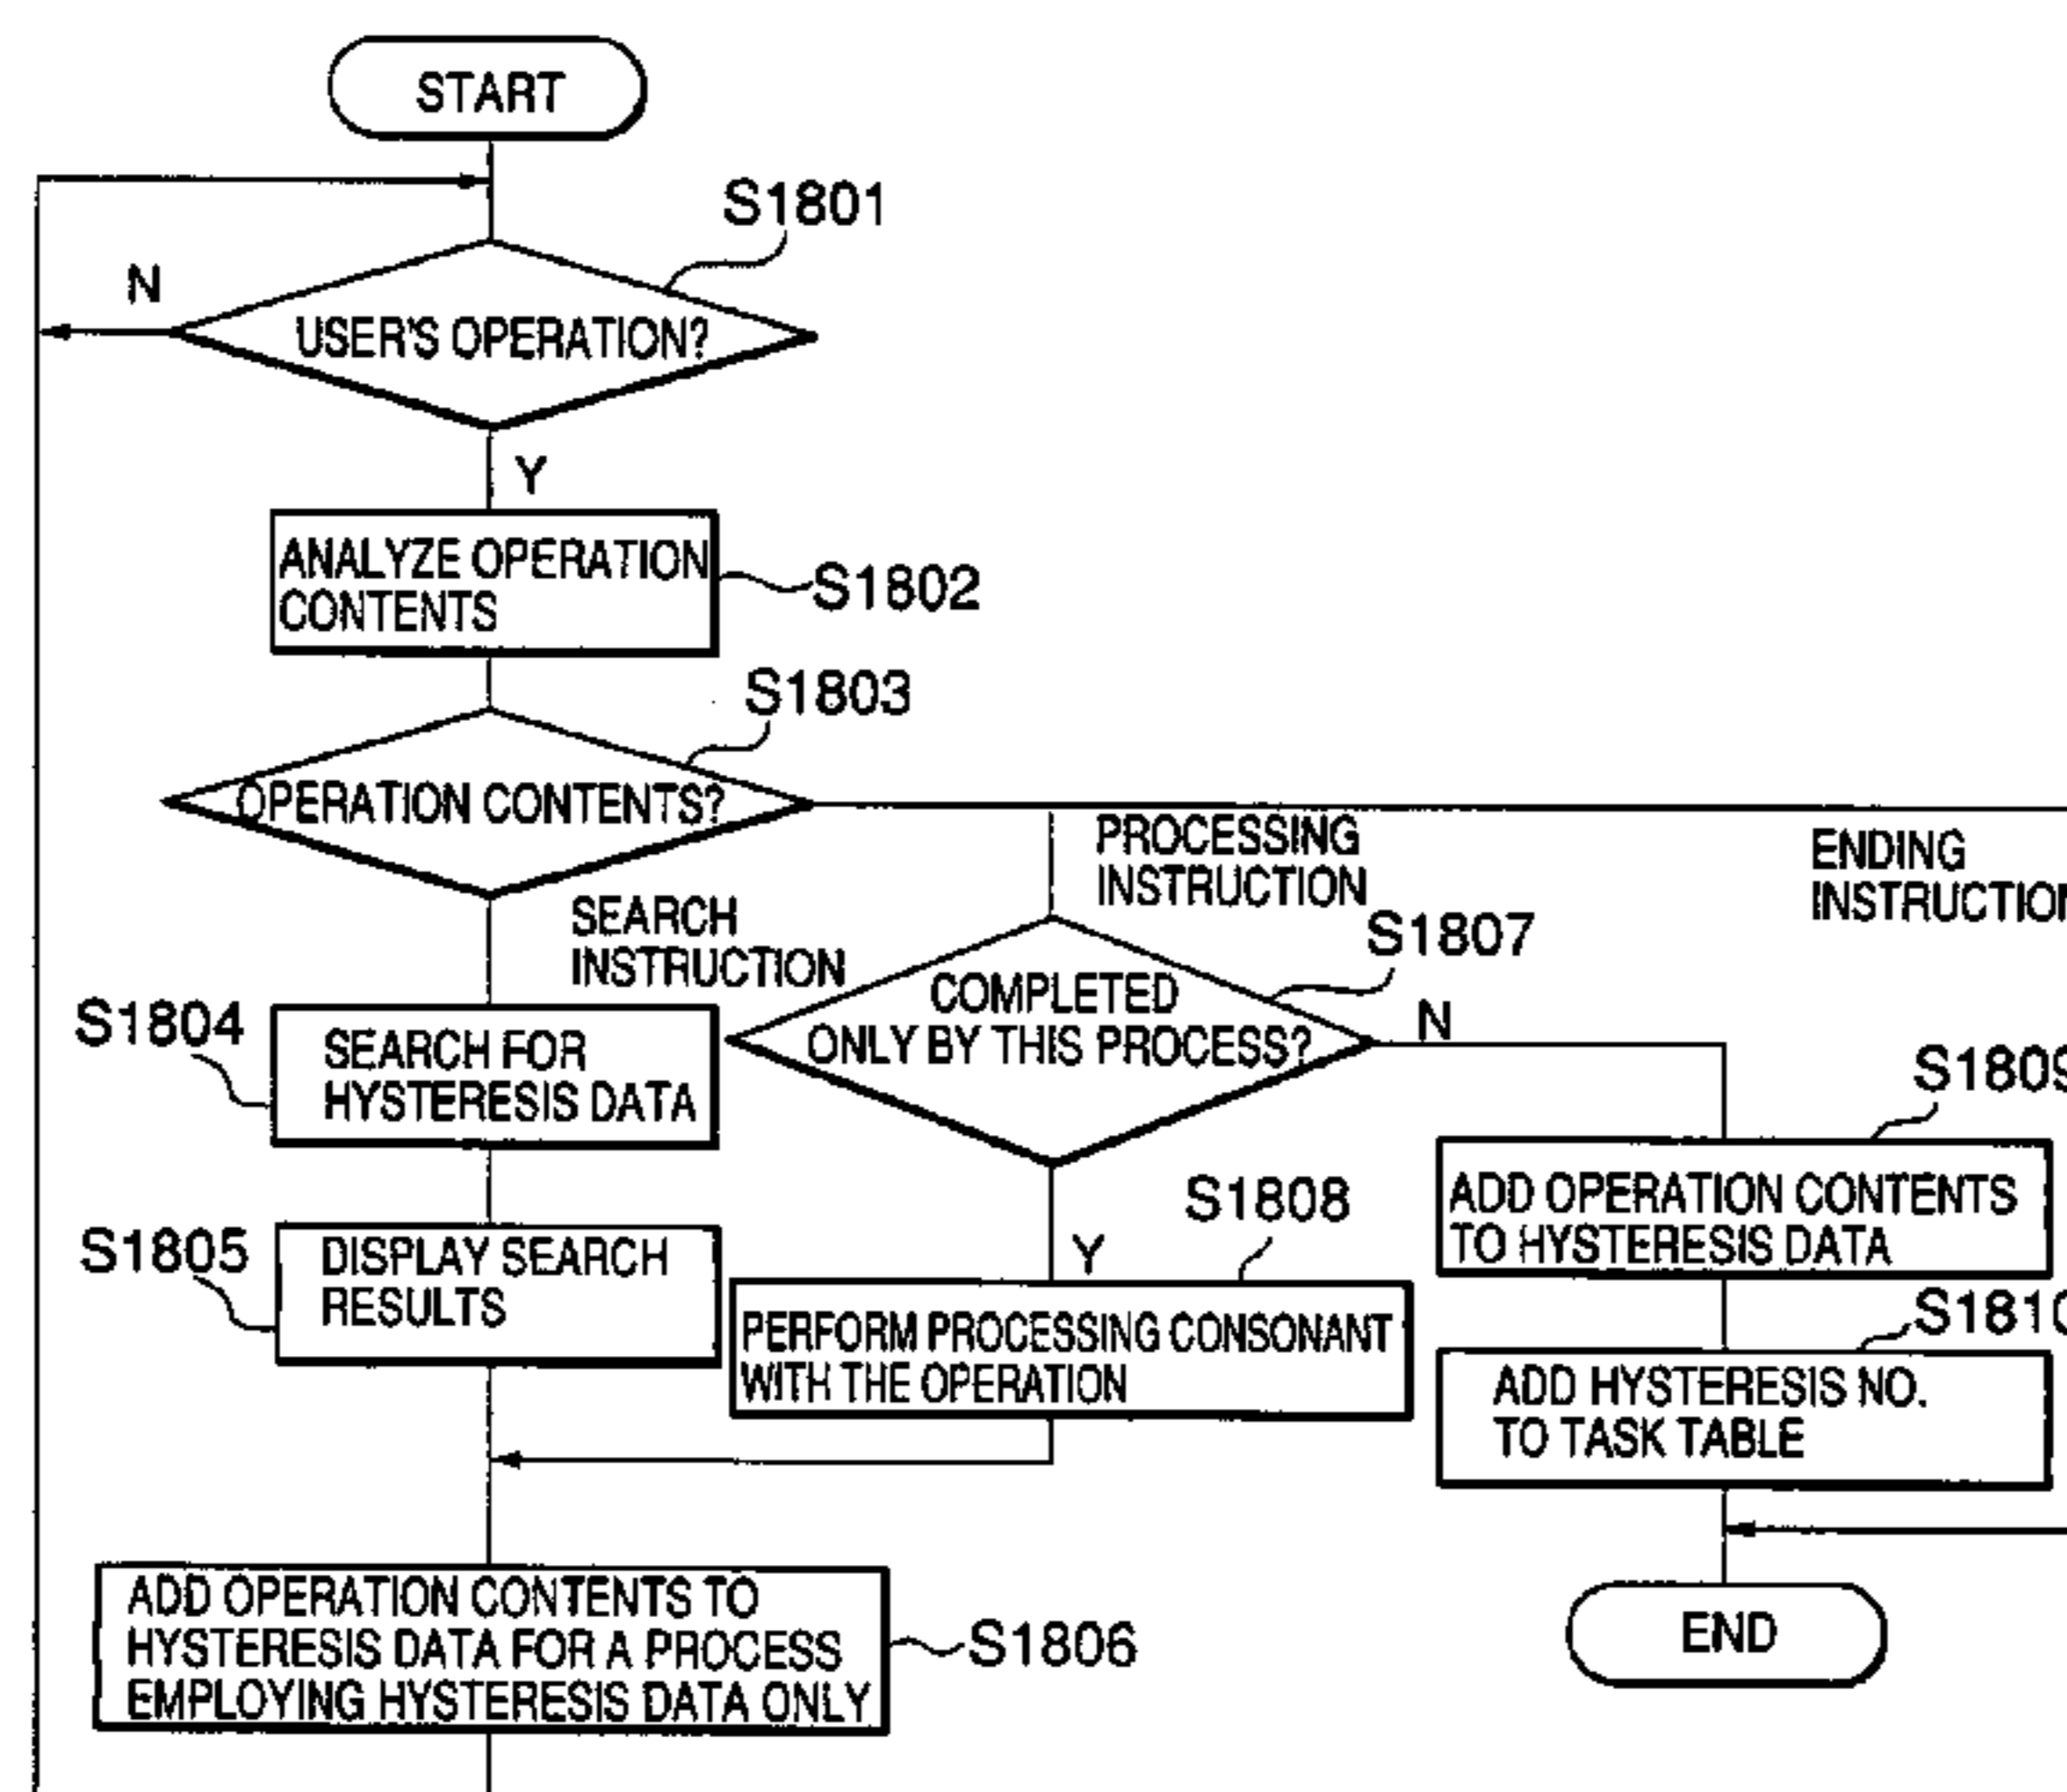 START
S1801
N
USER'S OPERATION?
Y
ANALYZE OPERATION
CONTENTS
S1802
S1803
OPERATION CONTENTS?
PROCESSING
INSTRUCTION
ENDING
INSTRUCTION
SEARCH
INSTRUCTION
S1807
COMPLETED
ONLY BY THIS PROCESS?
N
S1804
SEARCH FOR
HYSTERESIS DATA
S1809
ADD OPERATION CONTENTS
TO HYSTERESIS DATA
S1808
Y
S1805
DISPLAY SEARCH
RESULTS
PERFORM PROCESSING CONSONANT
WITH THE OPERATION
S1810
ADD HYSTERESIS NO.
TO TASK TABLE
ADD OPERATION CONTENTS TO
HYSTERESIS DATA FOR A PROCESS
EMPLOYING HYSTERESIS DATA ONLY
S1806
END